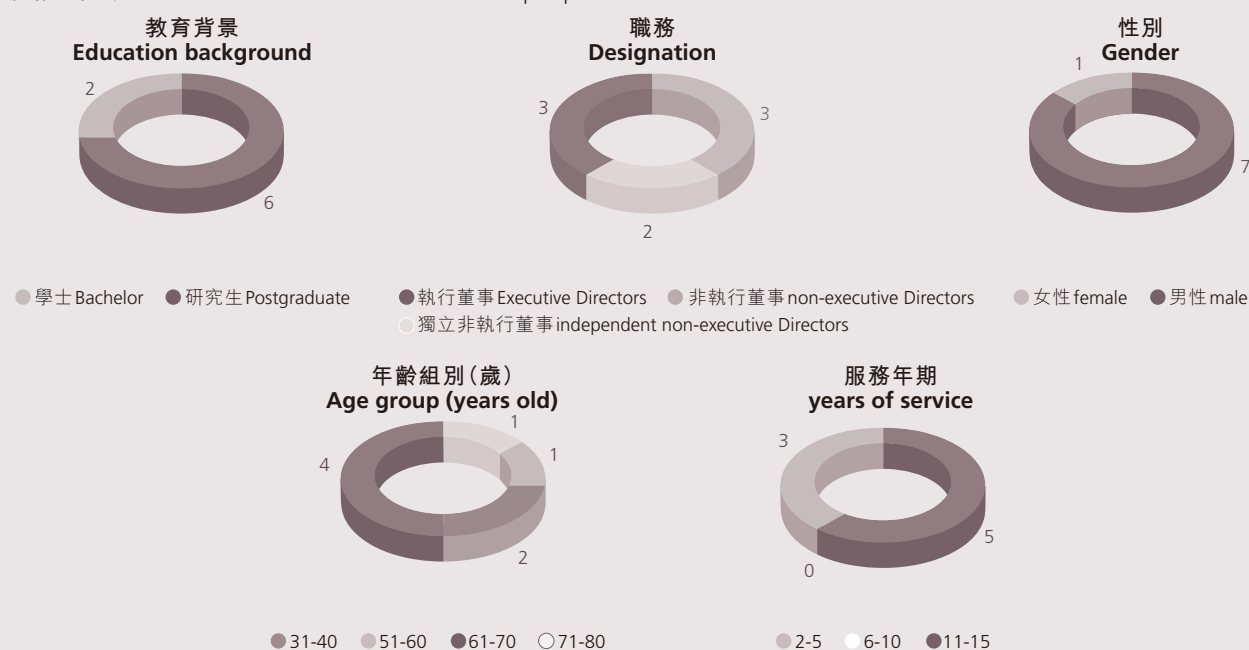 教育背景
Education background
2
6
學士 Bachelor 研究生 Postgraduate
職務
Designation
3
3
2
執行董事 Executive Directors 非執行董事 non-executive Directors
獨立非執行董事 independent non-executive Directors
性別
Gender
1
7
女性 female 男性 male
年齡組別(歲)
Age group (years old)
1
1
4
2
31-40 51-60 61-70 71-80
服務年期
years of service
3
5
0
2-5 6-10 11-15